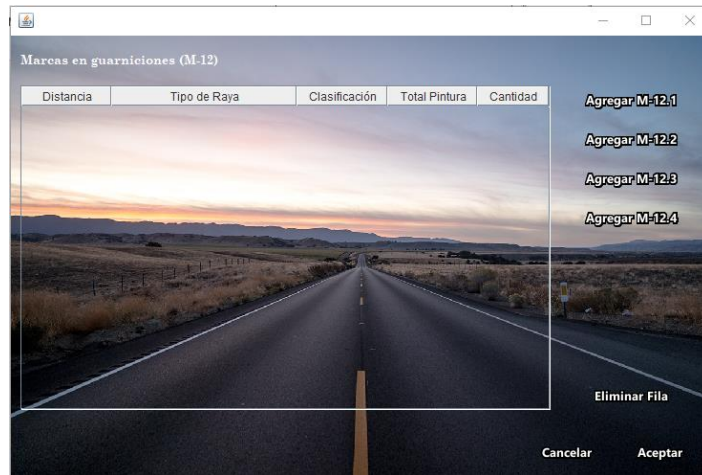 Marcas en guarniciones (M-12)
Distancia Tipo de Raya Clasificación Total Pintura Cantidad
Agregar M-12.1
Agregar M-12.2
Agregar M-12.3
Agregar M-12.4
Eliminar Fila
Cancelar Aceptar